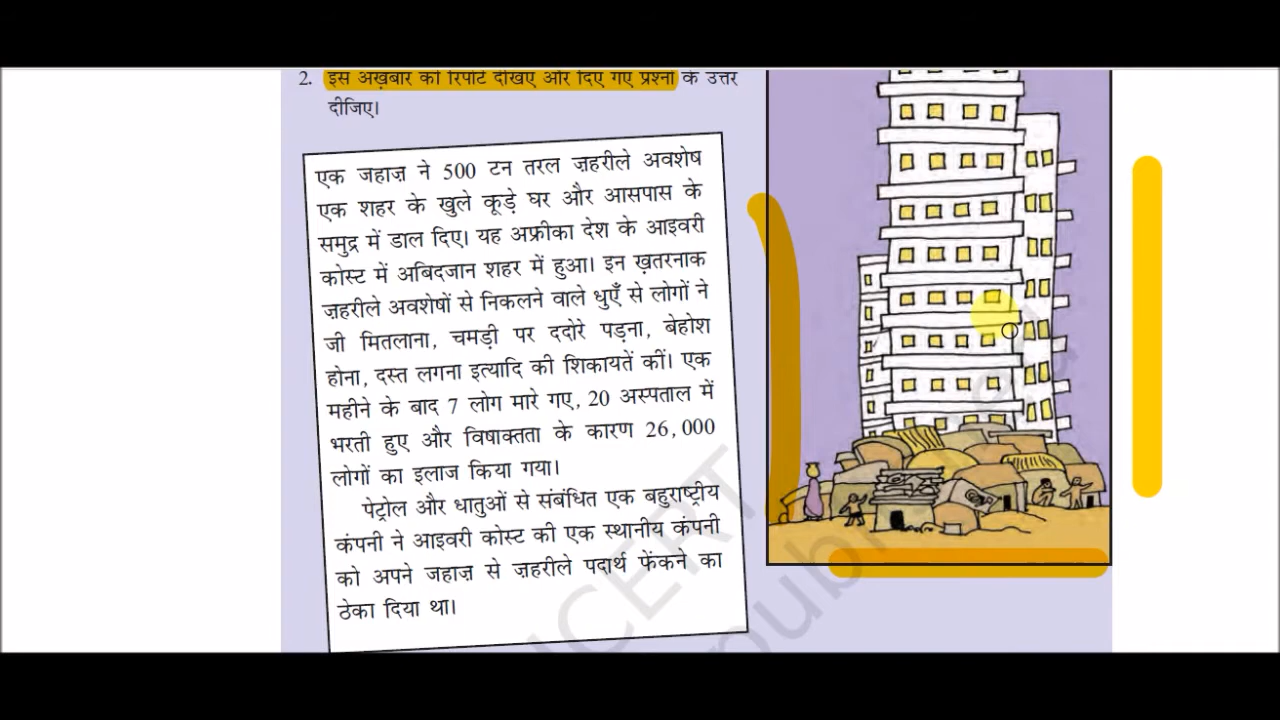 2. इस अख़बार की रिपोर्ट देखिए और दिए गए प्रश्नों के उत्तर
दीजिए।
एक जहाज़ ने 500 टन तरल ज़हरीले अवशेष
एक शहर के खुले कूड़े घर और आसपास के
समुद्र में डाल दिए। यह अफ्रीका देश के आइवरी
कोस्ट में अबिदजान शहर में हुआ। इन ख़तरनाक
ज़हरीले अवशेषों से निकलने वाले धुएँ से लोगों ने
जी मितलाना, चमड़ी पर ददोरे पड़ना, बेहोश
होना, दस्त लगना इत्यादि की शिकायतें कीं। एक
महीने के बाद 7 लोग मारे गए, 20 अस्पताल में
भरती हुए और विषाक्तता के कारण 26,000
लोगों का इलाज किया गया।
पेट्रोल और धातुओं से संबंधित एक बहुराष्ट्रीय
कंपनी ने आइवरी कोस्ट की एक स्थानीय कंपनी
को अपने जहाज़ से ज़हरीले पदार्थ फेंकने का
ठेका दिया था।
NCERT